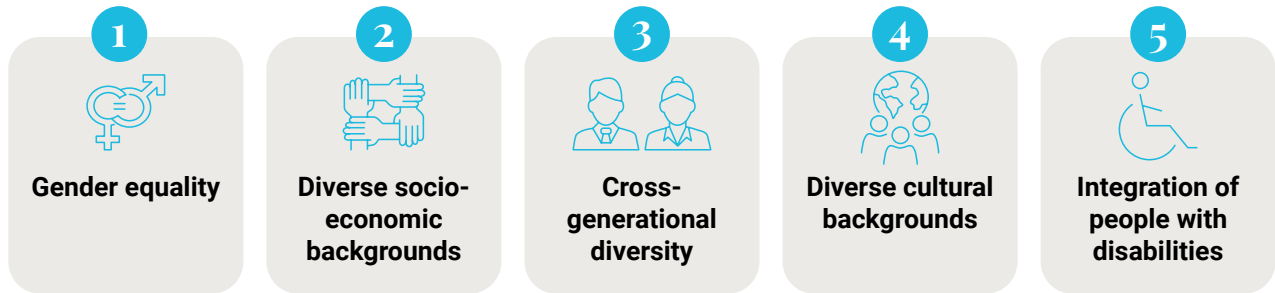 1
Gender equality
2
Diverse socio-
economic
backgrounds
3
Cross-
generational
diversity
4
Diverse cultural
backgrounds
5
Integration of
people with
disabilities